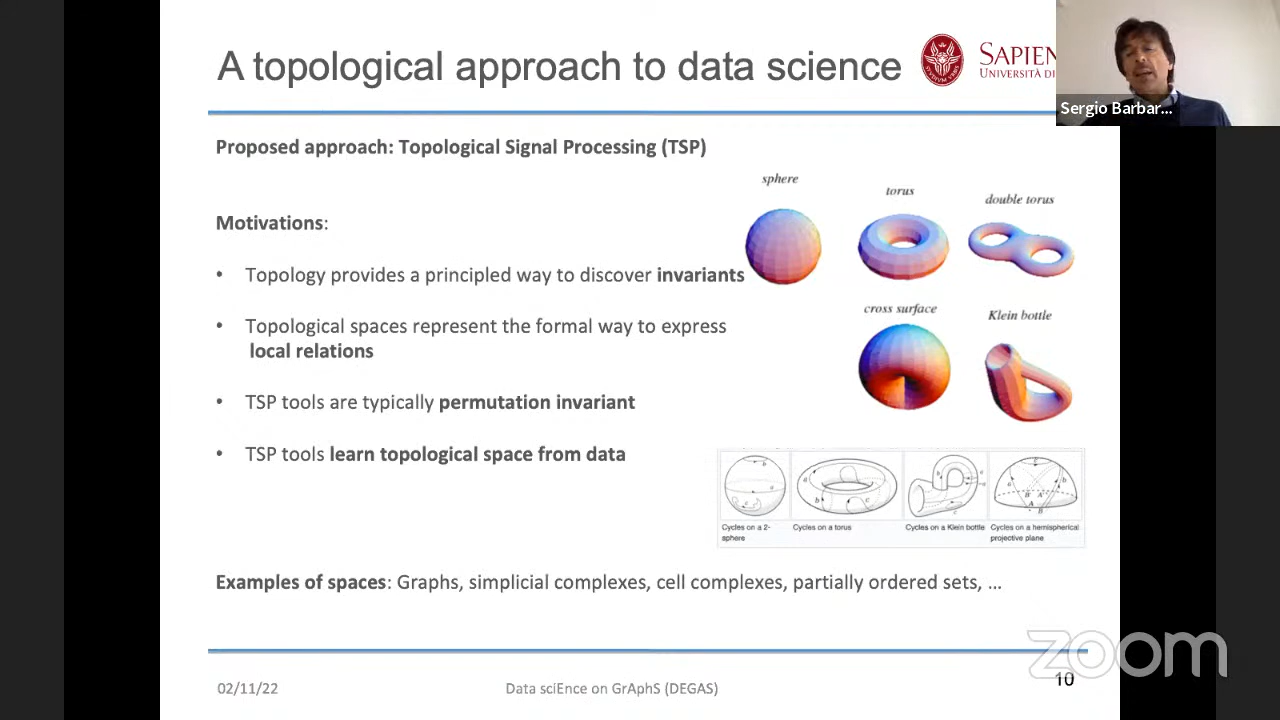 A topological approach to data science
SAPIEN
UNIVERSITÀ DI
Sergio Barbar...
Proposed approach: Topological Signal Processing (TSP)
sphere
torus
double torus
Motivations:
• Topology provides a principled way to discover invariants
• Topological spaces represent the formal way to express
local relations
cross surface
Klein bottle
• TSP tools are typically permutation invariant
• TSP tools learn topological space from data
Cycles on a 2-
sphere
Cycles on a torus
Cycles on a Klein bottle
Cycles on a hemispherical
projective plane
Examples of spaces: Graphs, simplicial complexes, cell complexes, partially ordered sets, ...
zoom
02/11/22
Data sciEnce on GrAphS (DEGAS)
10